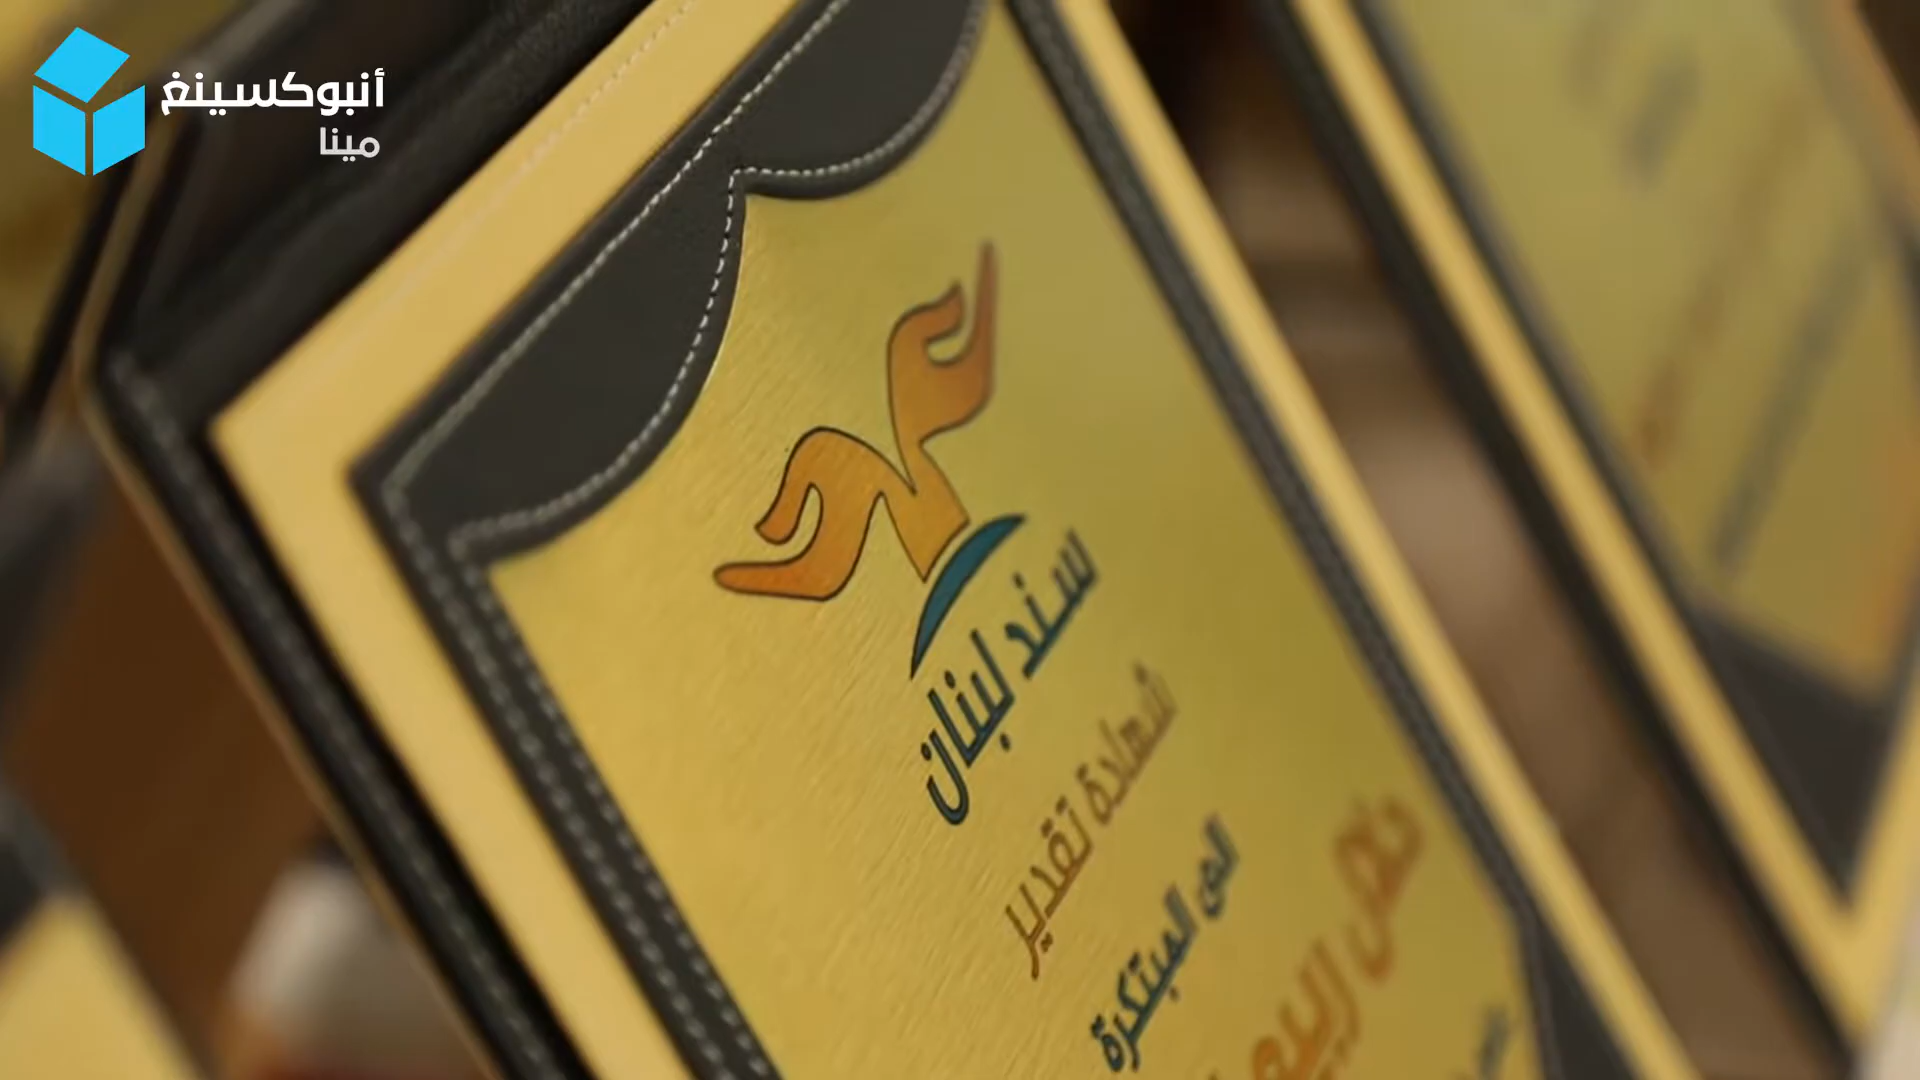 أنبوكسينغ
مينا
سند لبنان
شهادة تقدير
الى المبتكرة